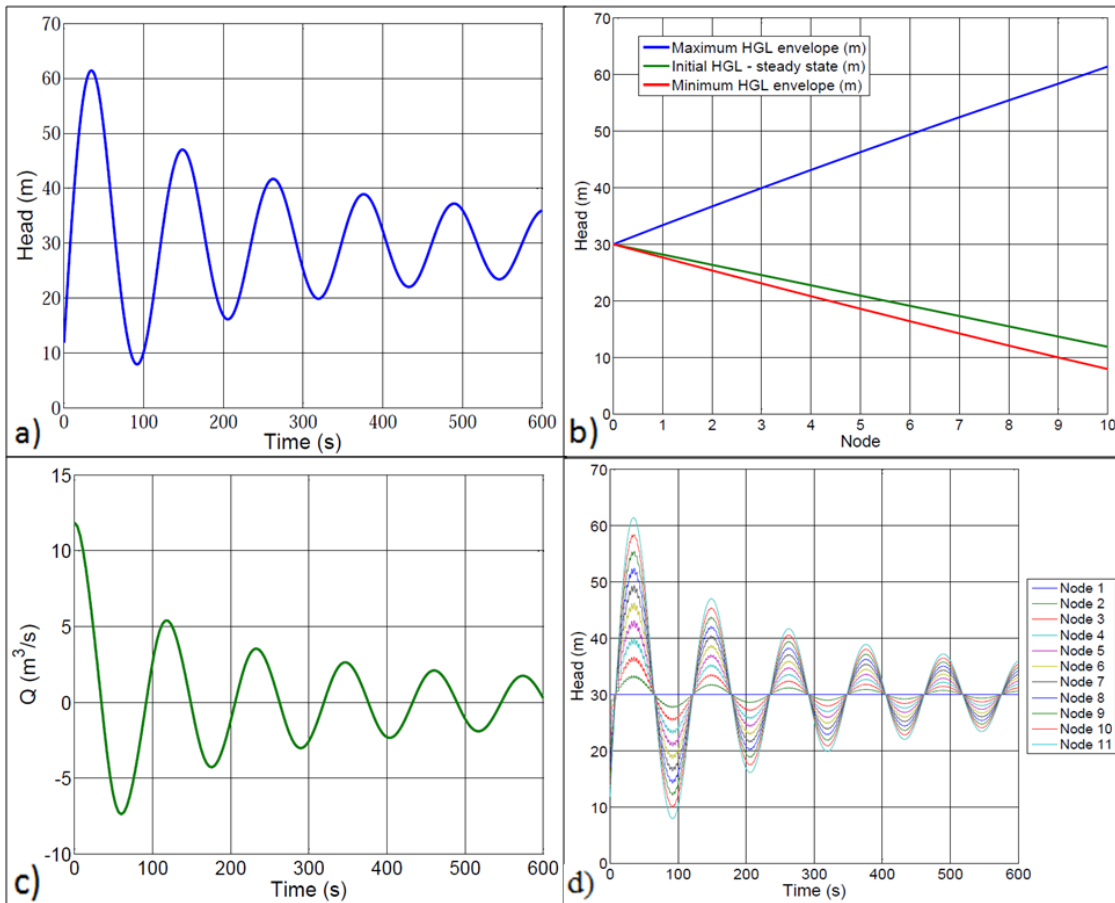 70
60
50
40
30
20
10
0
Head (m)
0 100 200 300 400 500 600
Time (s)
a)
70
60
50
40
30
20
10
0
Head (m)
Maximum HGL envelope (m)
Initial HGL - steady state (m)
Minimum HGL envelope (m)
0 1 2 3 4 5 6 7 8 9 10
Node
b)
15
10
5
0
-5
-10
Q (m³/s)
0 100 200 300 400 500 600
Time (s)
c)
70
60
50
40
30
20
10
0
Head (m)
0 100 200 300 400 500 600
Time (s)
d)
Node 1
Node 2
Node 3
Node 4
Node 5
Node 6
Node 7
Node 8
Node 9
Node 10
Node 11